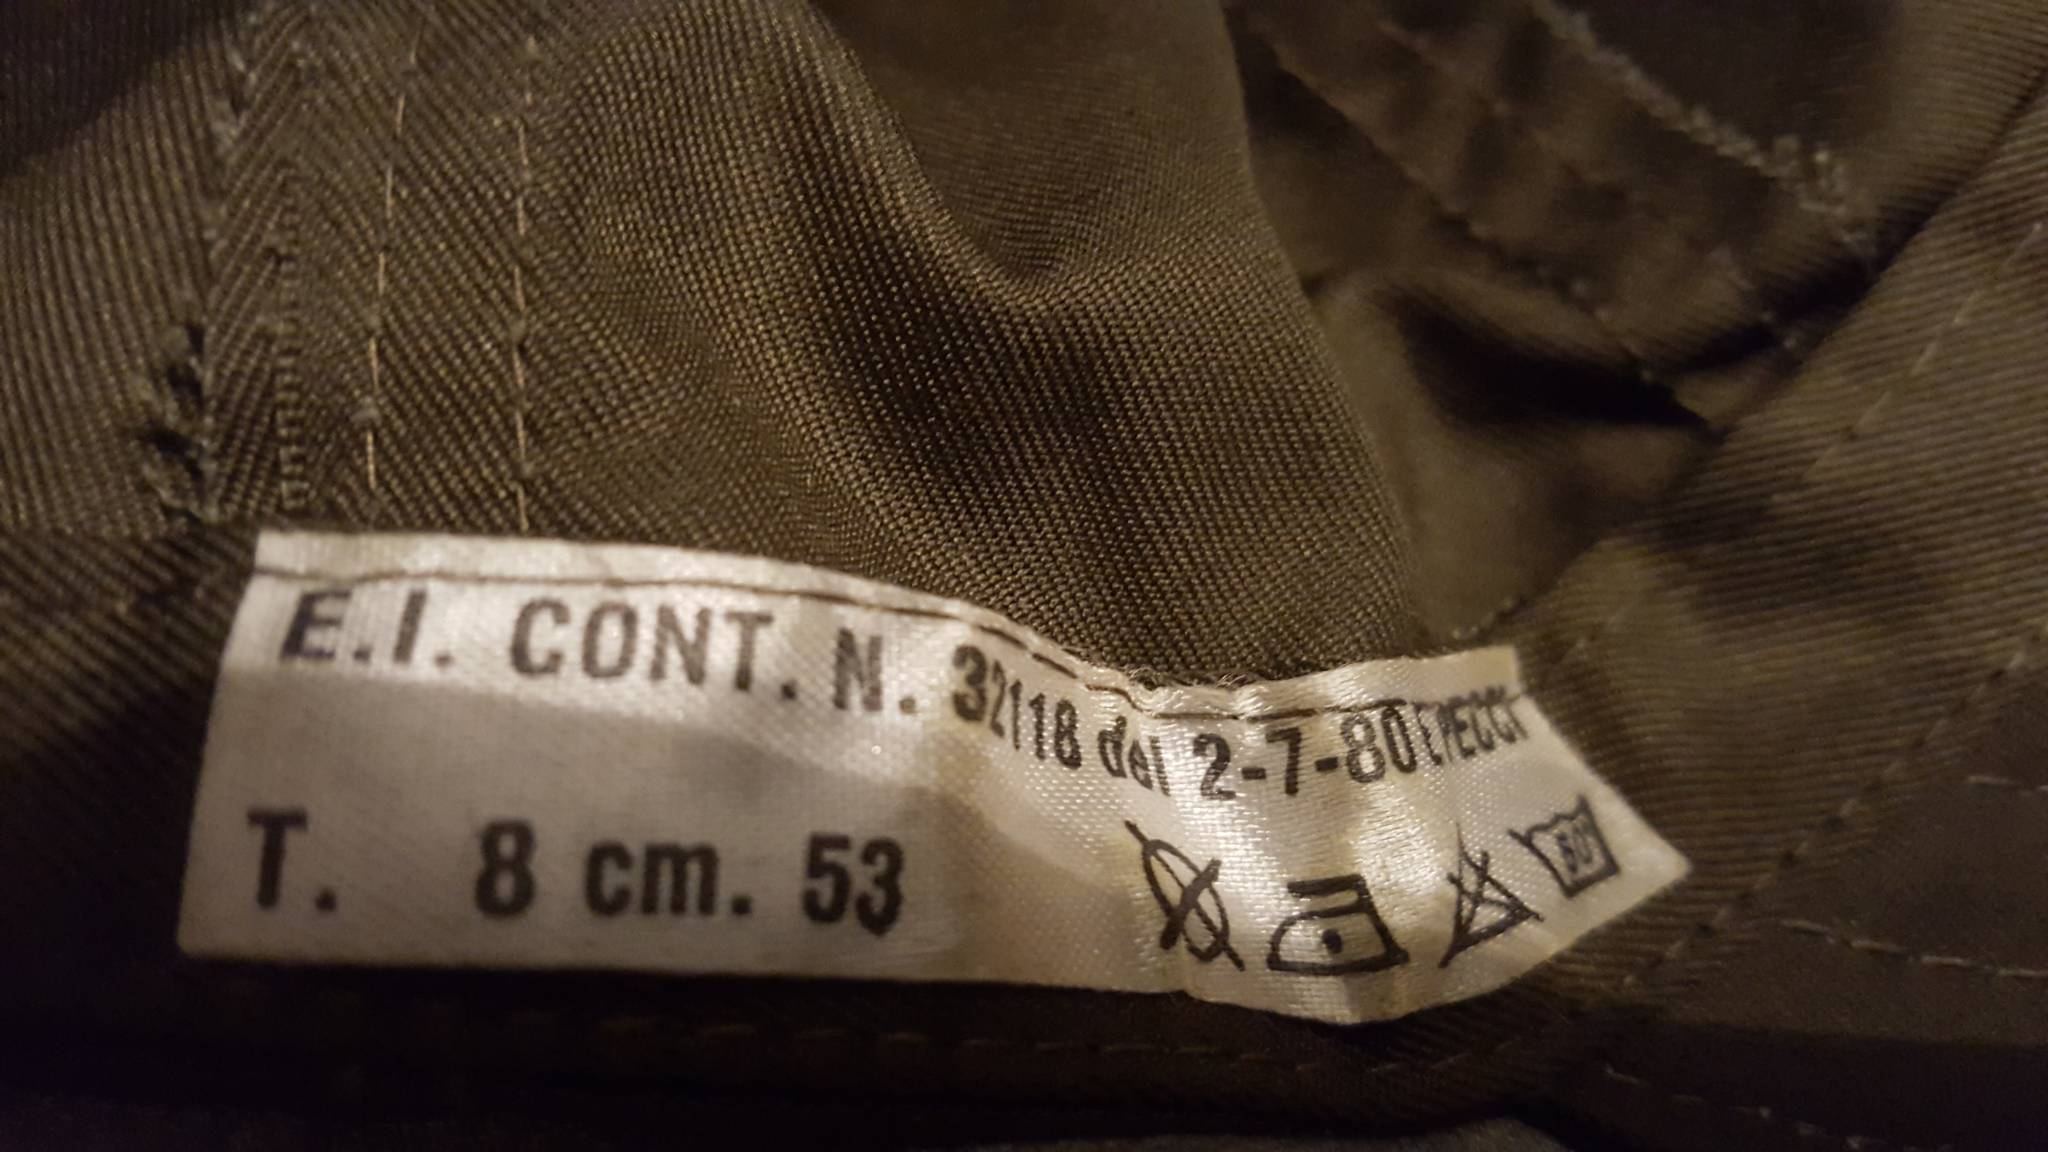 E.I. CONT. N. 32118 del 2-7-80
T. 8 cm. 53